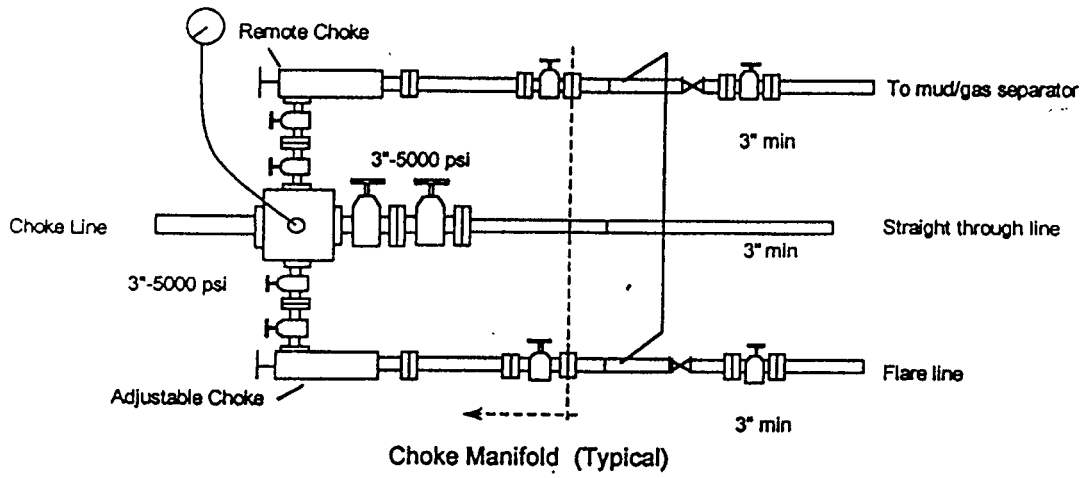 Remote Choke
To mud/gas separator
3" min
3"-5000 psi
Choke Line
Straight through line
3" min
3"-5000 psi
Flare line
Adjustable Choke
3" min
Choke Manifold (Typical)